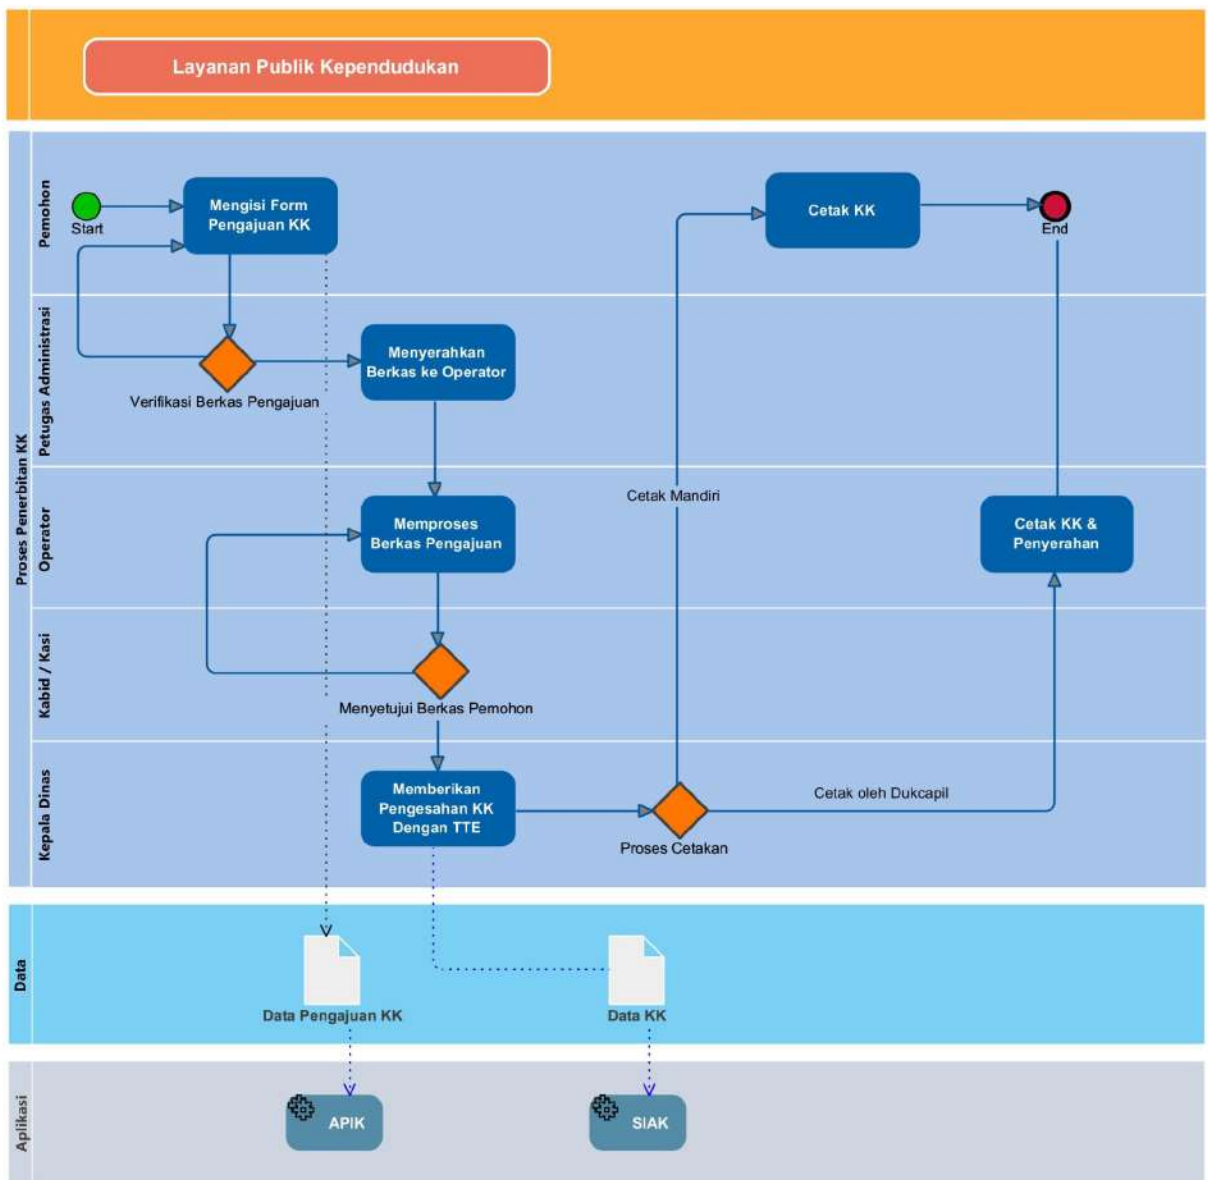 Layanan Publik Kependudukan
Proses Penerbitan KK
Pemohon
Start
Mengisi Form
Pengajuan KK
Cetak KK
End
Petugas Administrasi
Verifikasi Berkas Pengajuan
Menyerahkan
Berkas ke Operator
Operator
Memproses
Berkas Pengajuan
Cetak Mandiri
Cetak KK &
Penyerahan
Kabid / Kasi
Menyetujui Berkas Pemohon
Kepala Dinas
Memberikan
Pengesahan KK
Dengan TTE
Proses Cetakan
Cetak oleh Dukcapil
Data
Data Pengajuan KK
Data KK
Aplikasi
APIK
SIAK